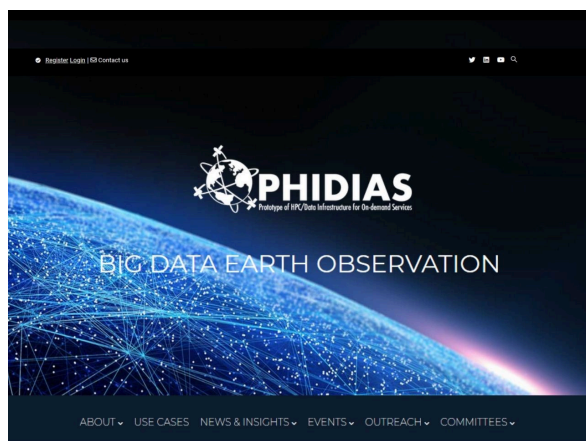 Register Login | Contact us
PHIDIAS
Prototype of HPC/Data Infrastructure for On-demand Services
BIG DATA EARTH OBSERVATION
ABOUT USE CASES NEWS & INSIGHTS EVENTS OUTREACH COMMITTEES